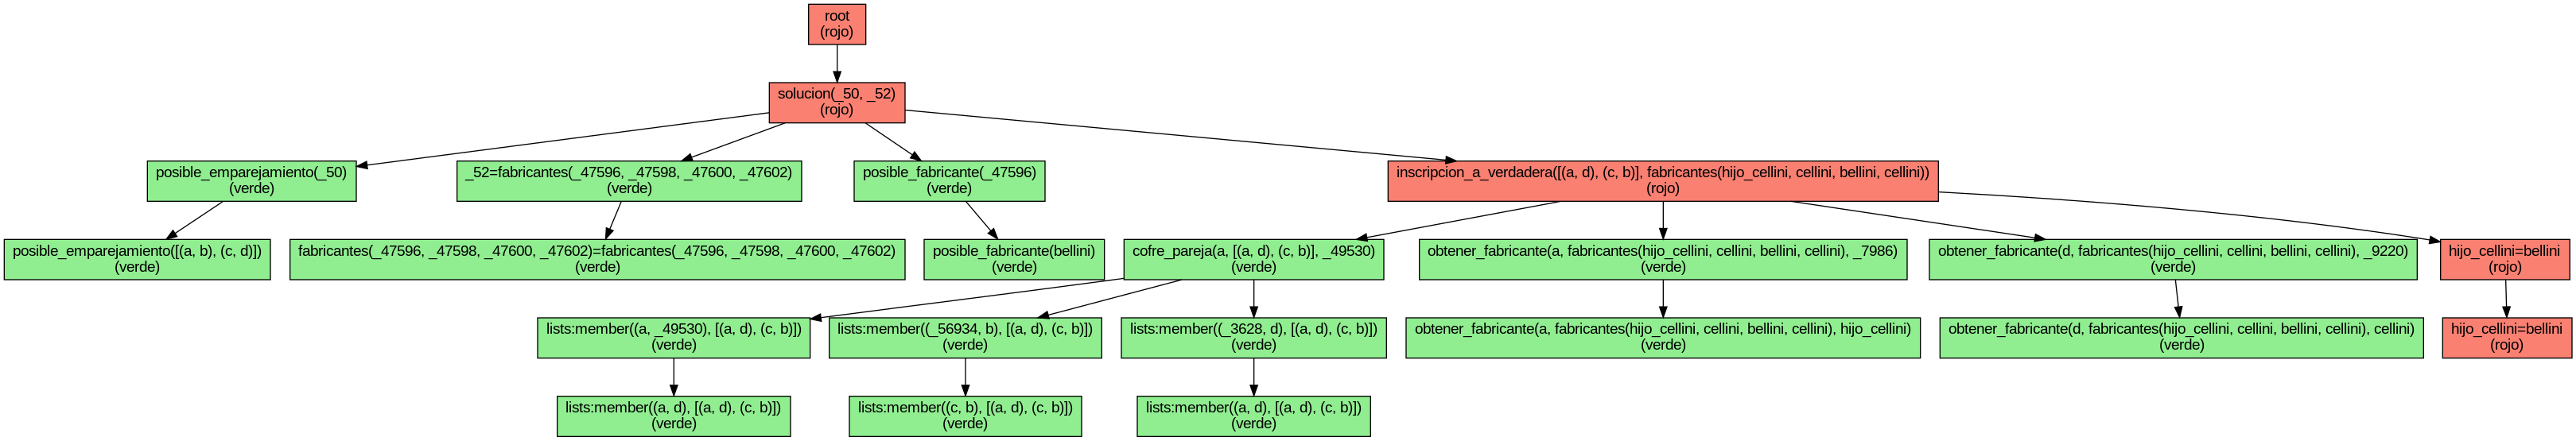 root
(rojo)
solucion(_50, _52)
(rojo)
posible_emparejamiento(_50)
(verde)
_52=fabricantes(_47596, _47598, _47600, _47602)
(verde)
posible_fabricante(_47596)
(verde)
inscripcion_a_verdadera([(a, d), (c, b)], fabricantes(hijo_cellini, cellini, bellini, cellini))
(rojo)
posible_emparejamiento([(a, b), (c, d)])
(verde)
fabricantes(_47596, _47598, _47600, _47602)=fabricantes(_47596, _47598, _47600, _47602)
(verde)
posible_fabricante(bellini)
(verde)
cofre_pareja(a, [(a, d), (c, b)], _49530)
(verde)
obtener_fabricante(a, fabricantes(hijo_cellini, cellini, bellini, cellini), _7986)
(verde)
obtener_fabricante(d, fabricantes(hijo_cellini, cellini, bellini, cellini), _9220)
(verde)
hijo_cellini=bellini
(rojo)
lists:member((a, _49530), [(a, d), (c, b)])
(verde)
lists:member((_56934, b), [(a, d), (c, b)])
(verde)
lists:member((_3628, d), [(a, d), (c, b)])
(verde)
obtener_fabricante(a, fabricantes(hijo_cellini, cellini, bellini, cellini), hijo_cellini)
(verde)
obtener_fabricante(d, fabricantes(hijo_cellini, cellini, bellini, cellini), cellini)
(verde)
hijo_cellini=bellini
(rojo)
lists:member((a, d), [(a, d), (c, b)])
(verde)
lists:member((c, b), [(a, d), (c, b)])
(verde)
lists:member((a, d), [(a, d), (c, b)])
(verde)